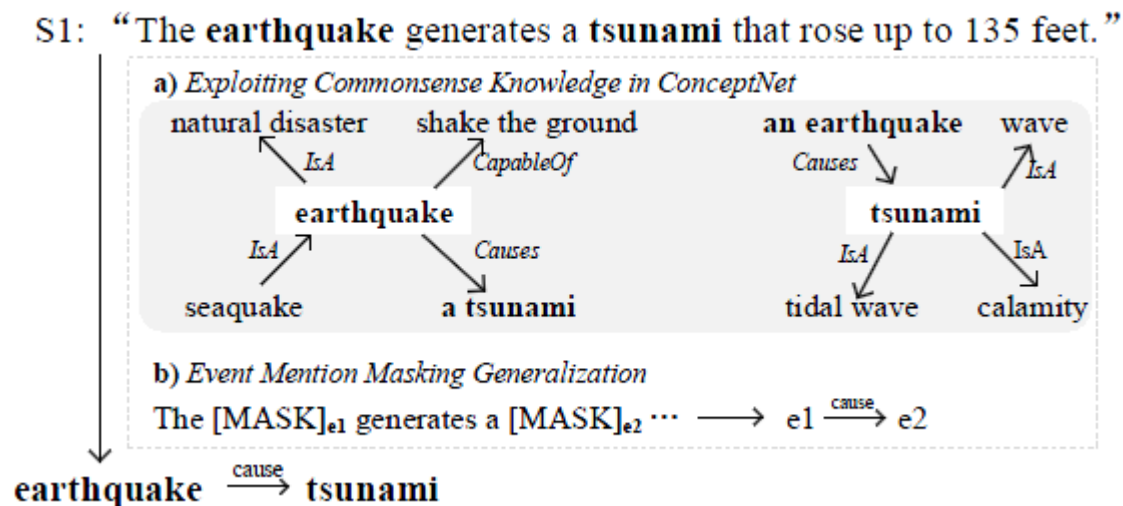 S1: “The earthquake generates a tsunami that rose up to 135 feet.”
a) Exploiting Commonsense Knowledge in ConceptNet
natural disaster shake the ground an earthquake wave
IsA CapableOf Causes IsA
earthquake tsunami
IsA Causes IsA IsA
seaquake a tsunami tidal wave calamity
b) Event Mention Masking Generalization
The [MASK]e1 generates a [MASK]e2 ··· ⟶ e1 cause⟶ e2
earthquake cause⟶ tsunami